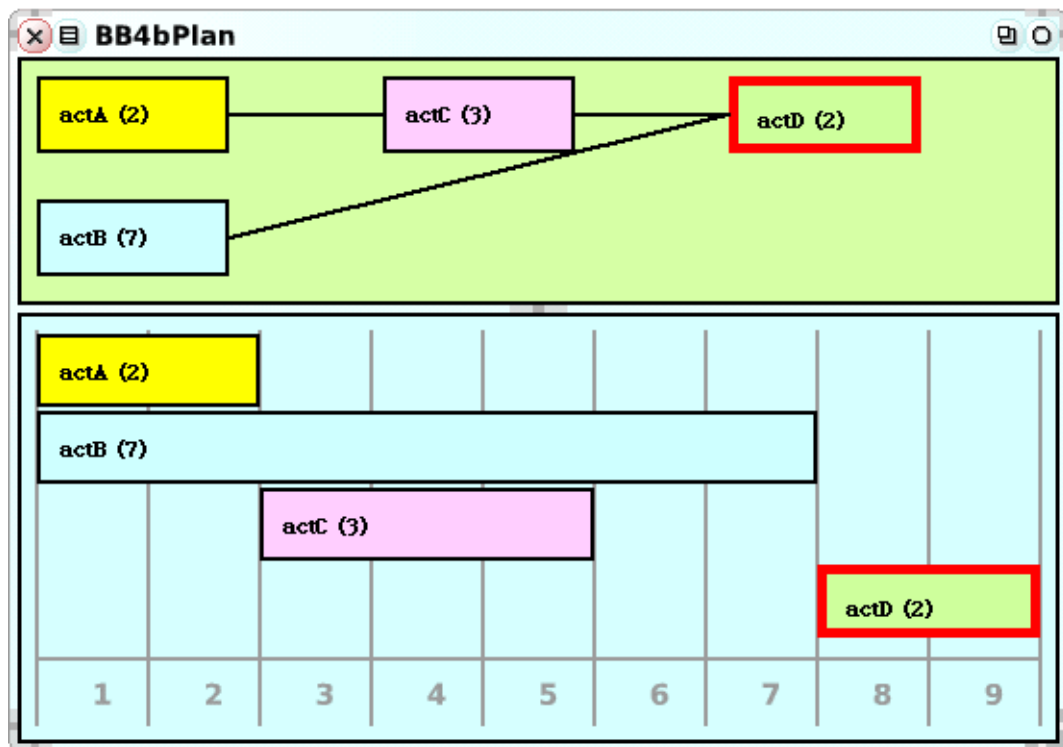 BB4bPlan
actA (2)
actC (3)
actD (2)
actB (7)
actA (2)
actB (7)
actC (3)
actD (2)
1 2 3 4 5 6 7 8 9